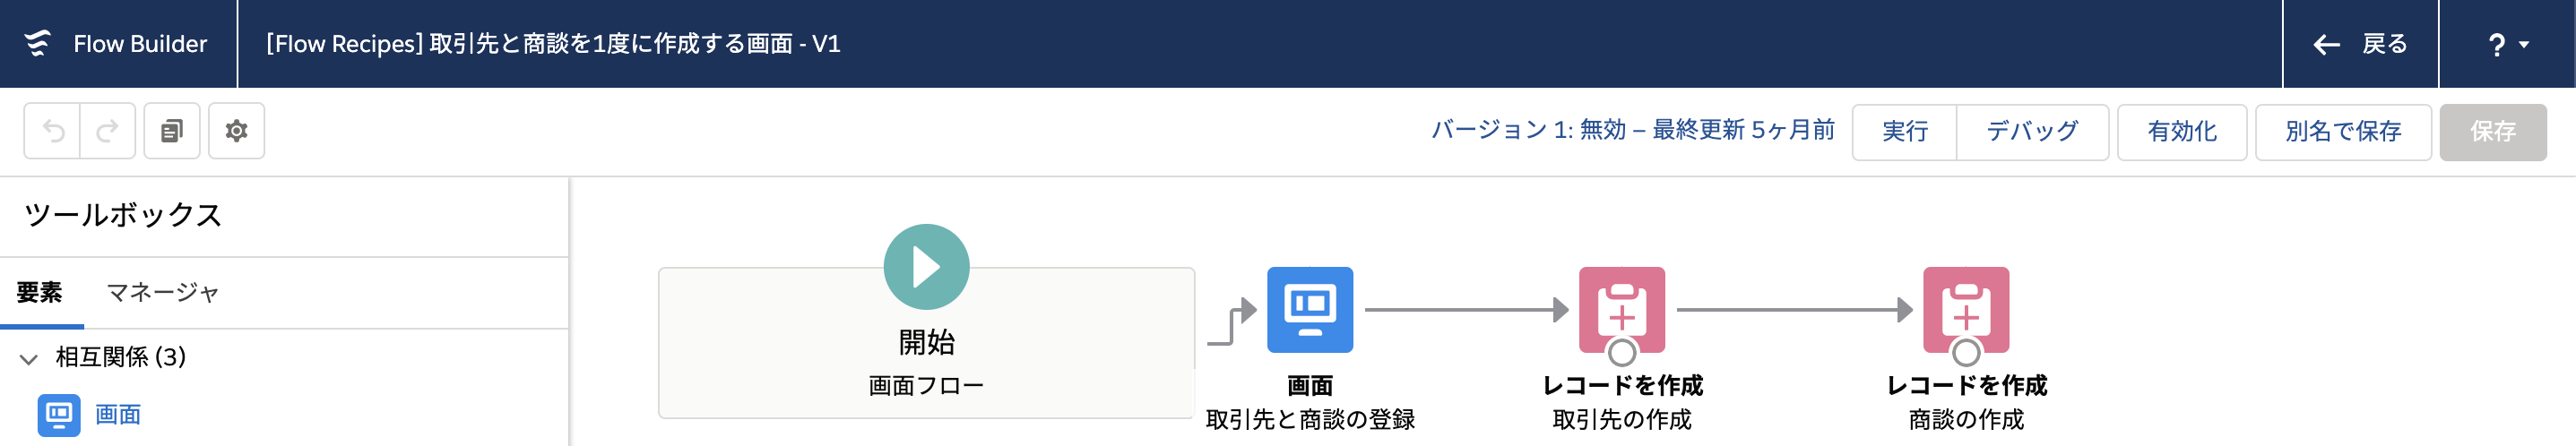 Flow Builder
[Flow Recipes] 取引先と商談を1度に作成する画面 - V1
戻る
?
バージョン 1: 無効 – 最終更新 5ヶ月前
実行
デバッグ
有効化
別名で保存
保存
ツールボックス
要素
マネージャ
相互関係 (3)
画面
開始
画面フロー
画面
取引先と商談の登録
レコードを作成
取引先の作成
レコードを作成
商談の作成